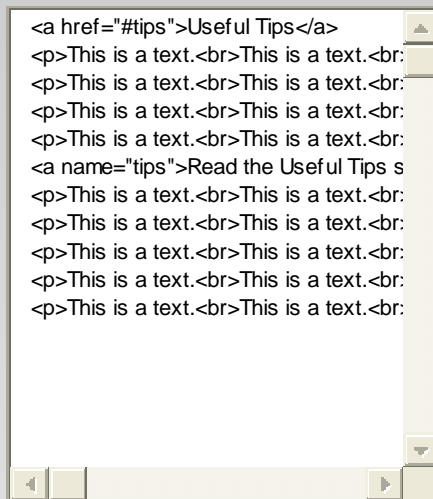 <a href="#tips">Useful Tips</a>
<p>This is a text.<br>This is a text.<br>
<p>This is a text.<br>This is a text.<br>
<p>This is a text.<br>This is a text.<br>
<p>This is a text.<br>This is a text.<br>
<a name="tips">Read the Useful Tips s
<p>This is a text.<br>This is a text.<br>
<p>This is a text.<br>This is a text.<br>
<p>This is a text.<br>This is a text.<br>
<p>This is a text.<br>This is a text.<br>
<p>This is a text.<br>This is a text.<br>